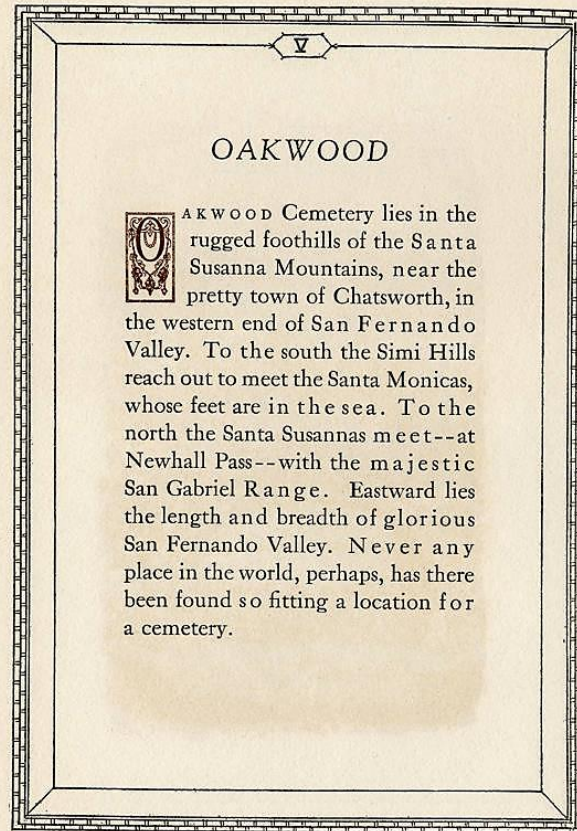 V
OAKWOOD
OAKWOOD Cemetery lies in the
rugged foothills of the Santa
Susanna Mountains, near the
pretty town of Chatsworth, in
the western end of San Fernando
Valley. To the south the Simi Hills
reach out to meet the Santa Monicas,
whose feet are in the sea. To the
north the Santa Susannas meet--at
Newhall Pass--with the majestic
San Gabriel Range. Eastward lies
the length and breadth of glorious
San Fernando Valley. Never any
place in the world, perhaps, has there
been found so fitting a location for
a cemetery.